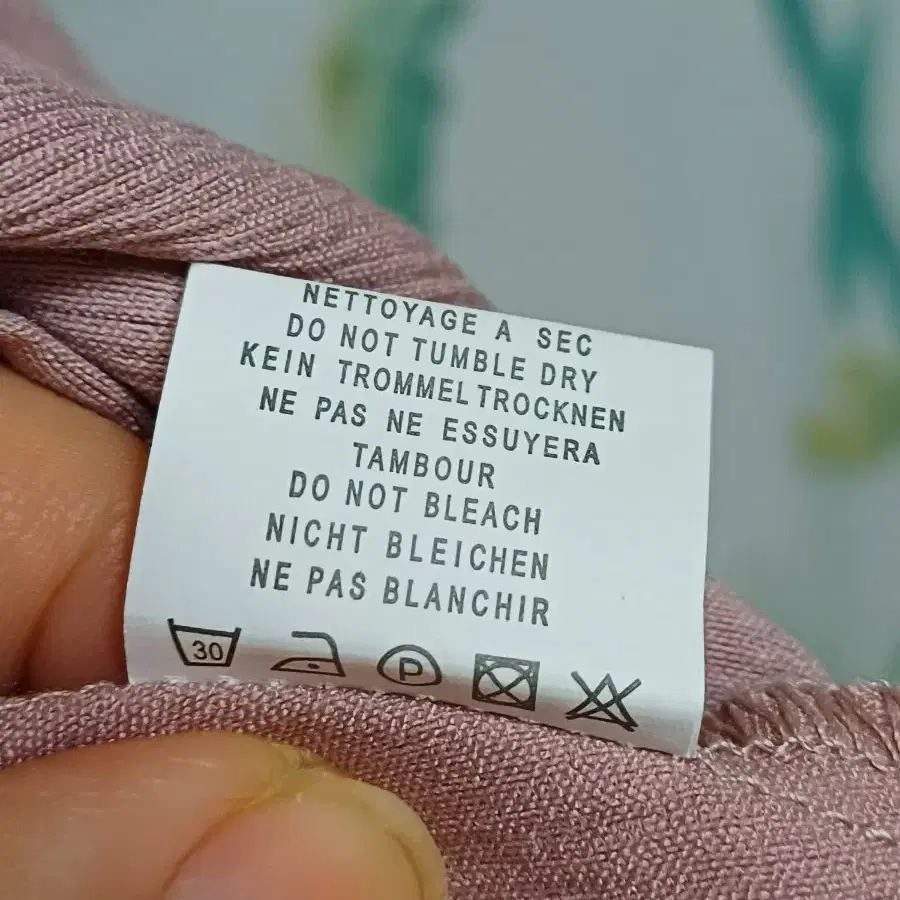 NETTOYAGE A SEC
DO NOT TUMBLE DRY
KEIN TROMMEL TROCKNEN
NE PAS NE ESSUYERA
TAMBOUR
DO NOT BLEACH
NICHT BLEICHEN
NE PAS BLANCHIR
30 P